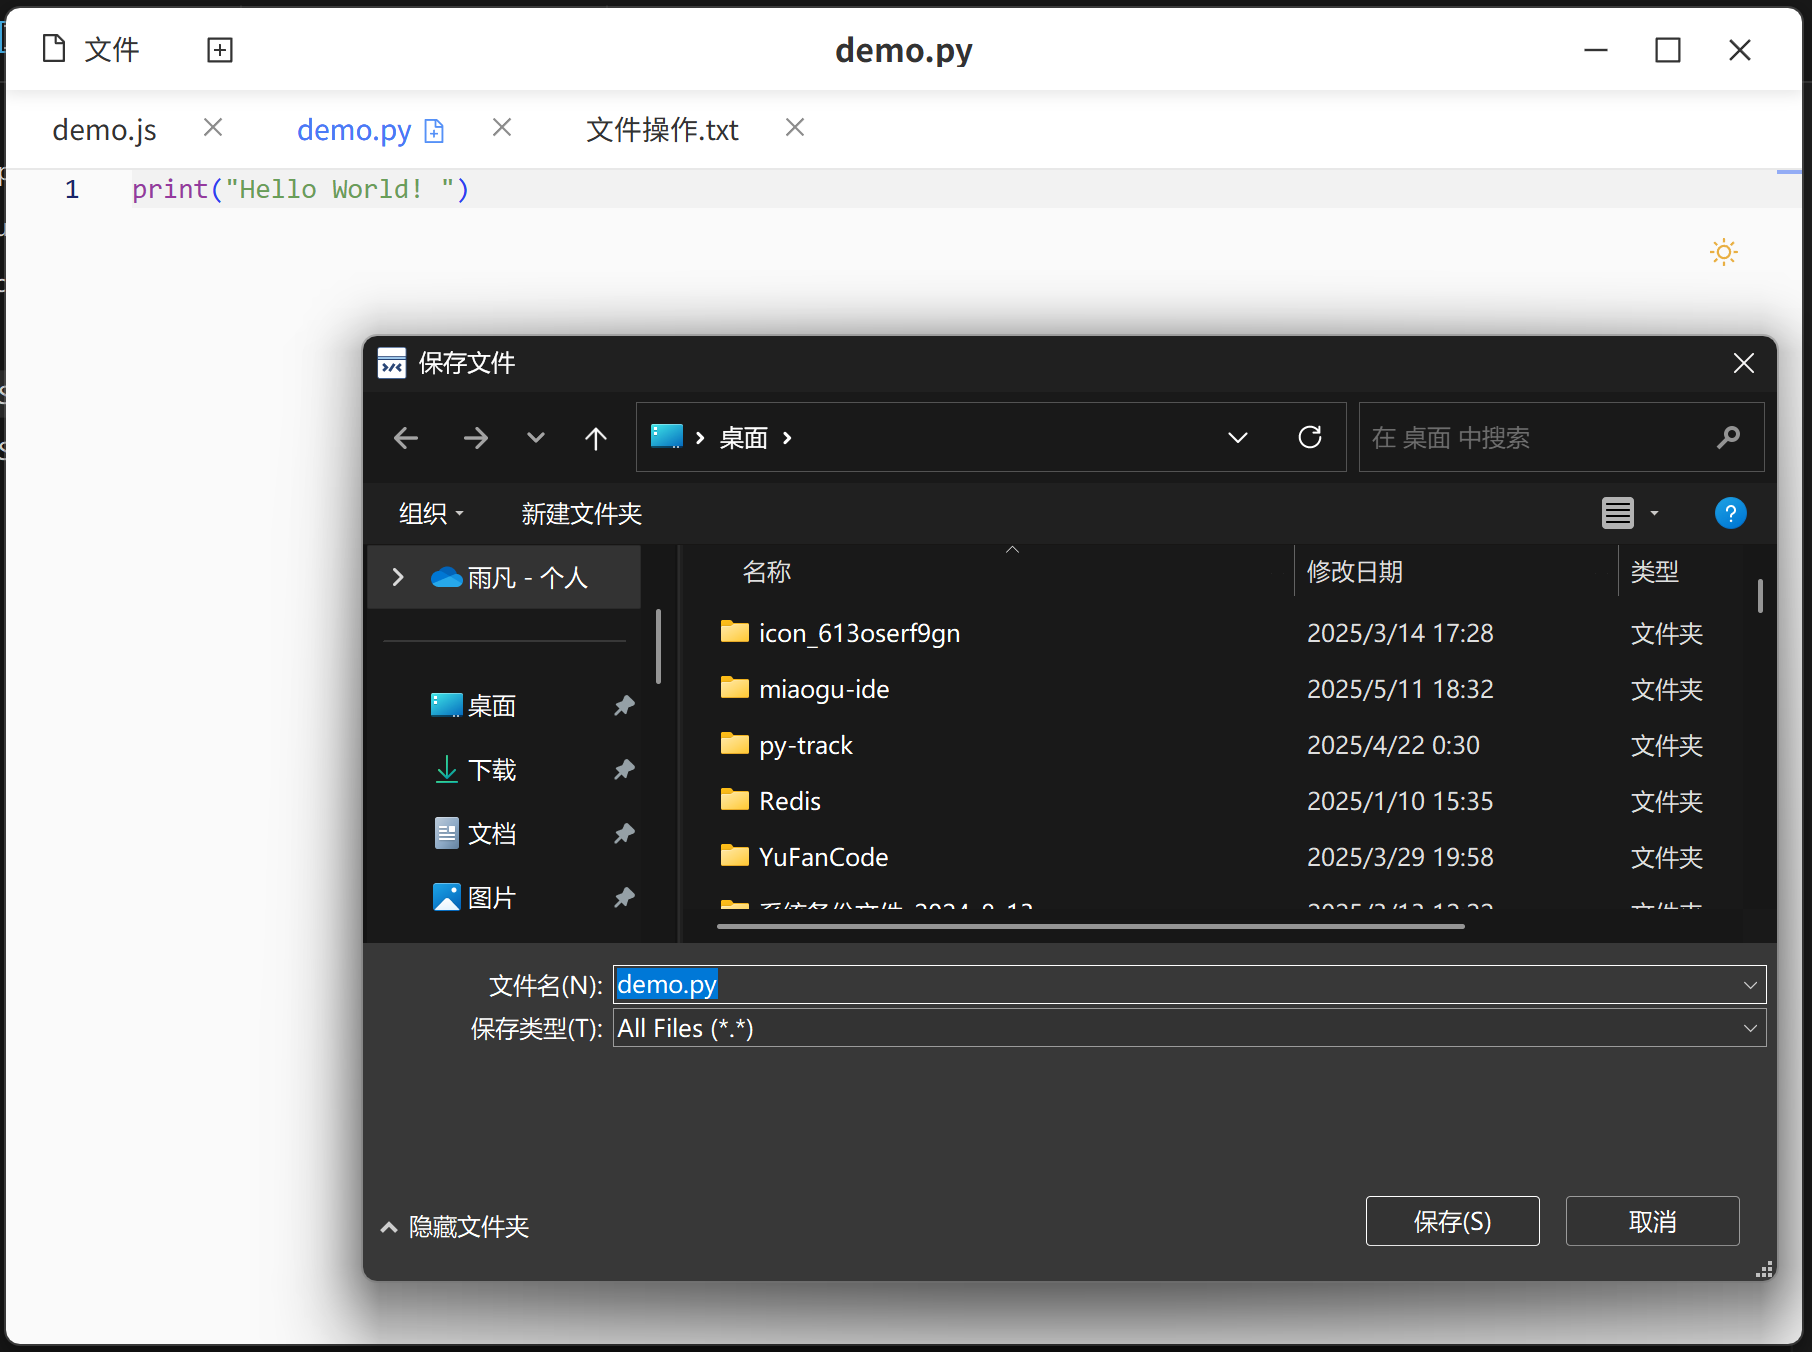 文件
demo.py
demo.js
demo.py
文件操作.txt
1 print("Hello World! ")
保存文件
桌面
在 桌面 中搜索
组织
新建文件夹
雨凡 - 个人
桌面
下载
文档
图片
名称 修改日期 类型
icon_613oserf9gn 2025/3/14 17:28 文件夹
miaogu-ide 2025/5/11 18:32 文件夹
py-track 2025/4/22 0:30 文件夹
Redis 2025/1/10 15:35 文件夹
YuFanCode 2025/3/29 19:58 文件夹
文件名(N): demo.py
保存类型(T): All Files (*.*)
隐藏文件夹
保存(S)
取消